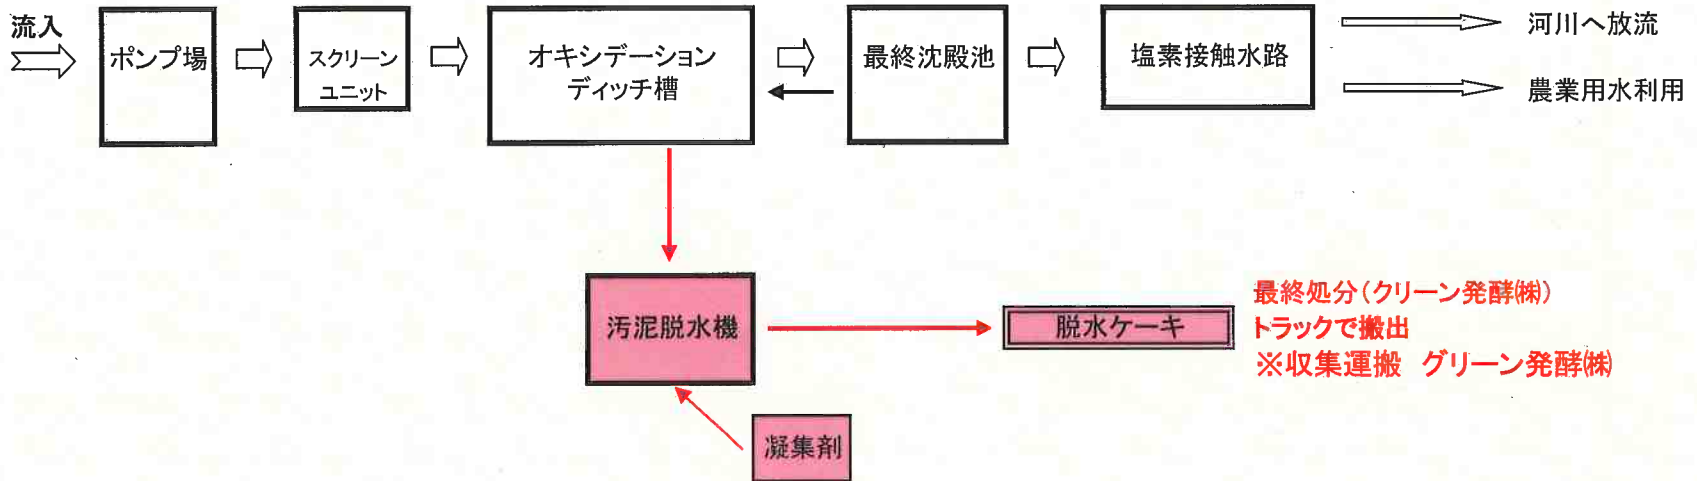 流入
ポンプ場
スクリーン
ユニット
オキシデーション
ディッチ槽
最終沈殿池
塩素接触水路
河川へ放流
農業用水利用
汚泥脱水機
脱水ケーキ
最終処分(クリーン発酵㈱)
トラックで搬出
※収集運搬 グリーン発酵㈱
凝集剤